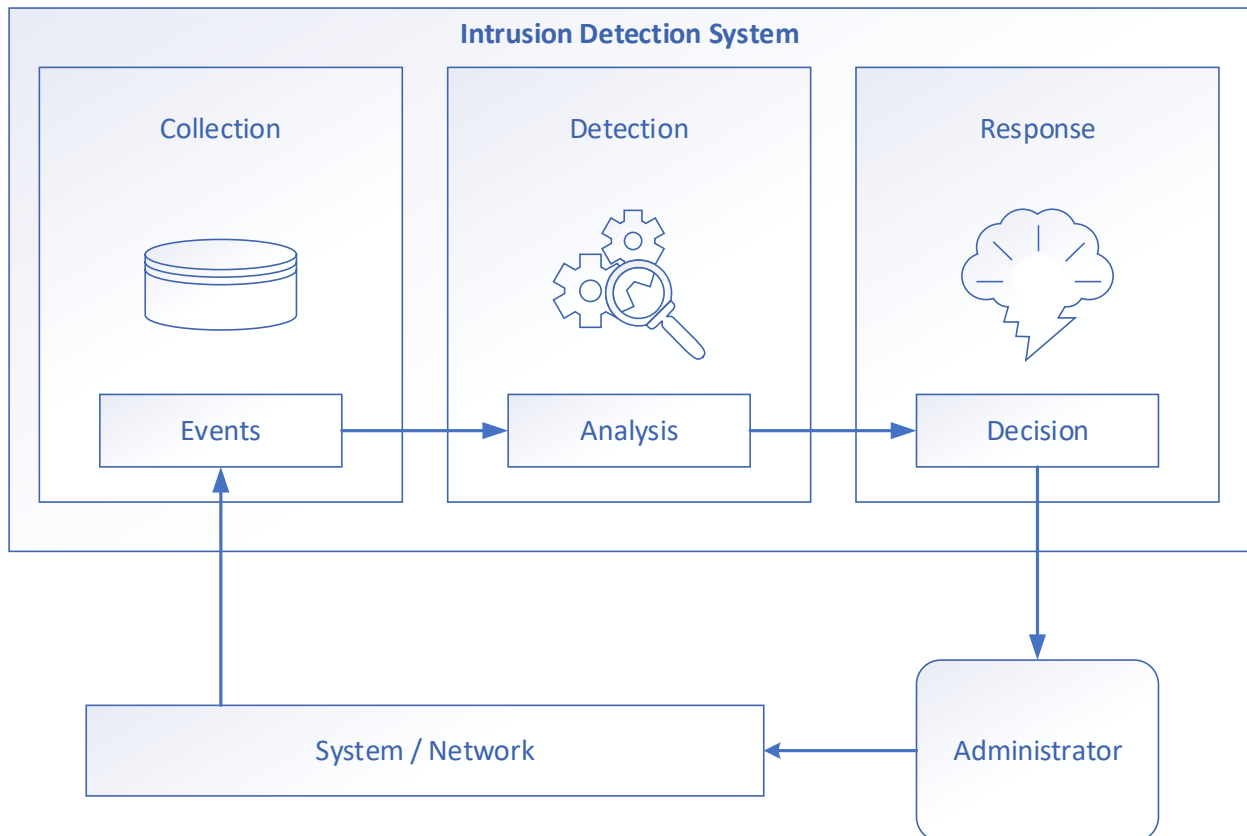 Intrusion Detection System
Collection
Detection
Response
Events
Analysis
Decision
System / Network
Administrator